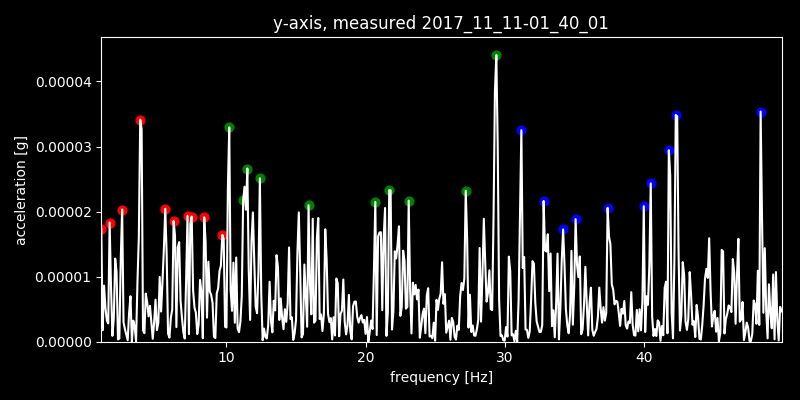 y-axis, measured 2017_11_11-01_40_01
0.00004
0.00003
0.00002
0.00001
0.00000
acceleration [g]
10 20 30 40
frequency [Hz]